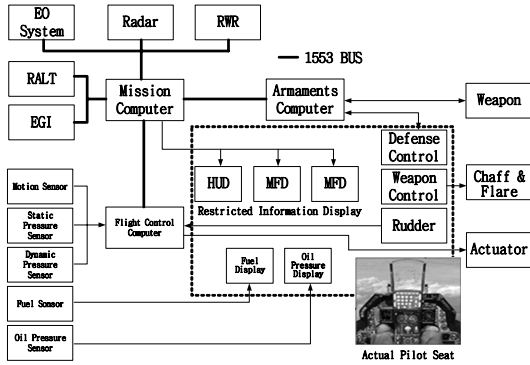 EO
System
Radar
RWR
1553 BUS
RALT
EGI
Mission
Computer
Armaments
Computer
Weapon
Defense
Control
HUD
MFD
MFD
Weapon
Control
Chaff &
Flare
Restricted Information Display
Motion Sensor
Static
Pressure
Sensor
Flight Control
Computer
Rudder
Actuator
Dynamic
Pressure
Sensor
Fuel
Display
Oil
Pressure
Display
Fuel Sonsor
Oil Pressure
Sensor
Actual Pilot Seat